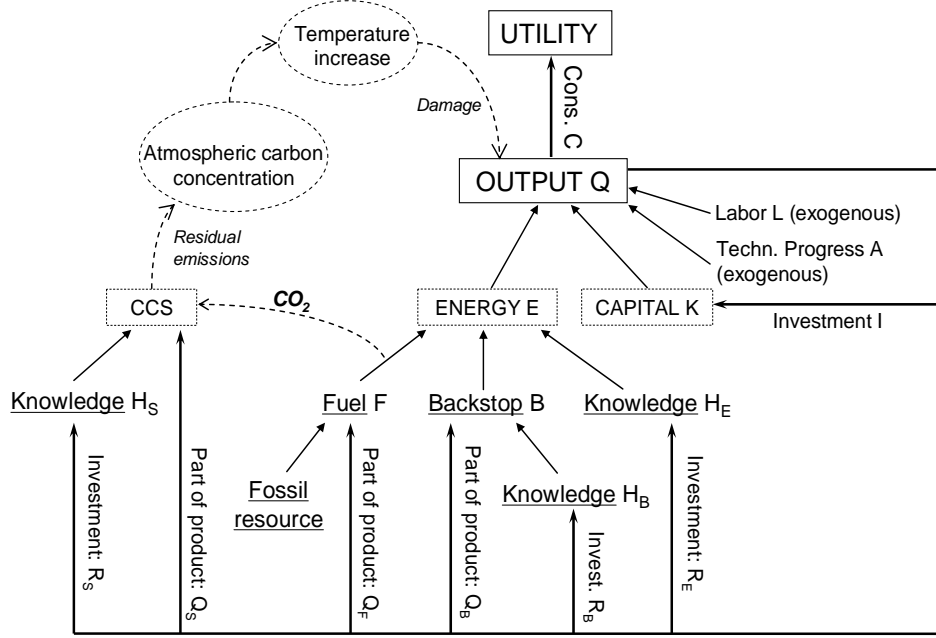 Temperature
increase
UTILITY
Damage
Cons. C
Atmospheric carbon
concentration
OUTPUT Q
Labor L (exogenous)
Residual
emissions
Techn. Progress A
(exogenous)
CO2
CCS
ENERGY E
CAPITAL K
Investment I
Knowledge HS
Fuel F
Backstop B
Knowledge HE
Fossil
resource
Knowledge HB
Investment: RS
Part of product: QS
Part of product: QF
Part of product: QB
Invest. RB
Investment: RE